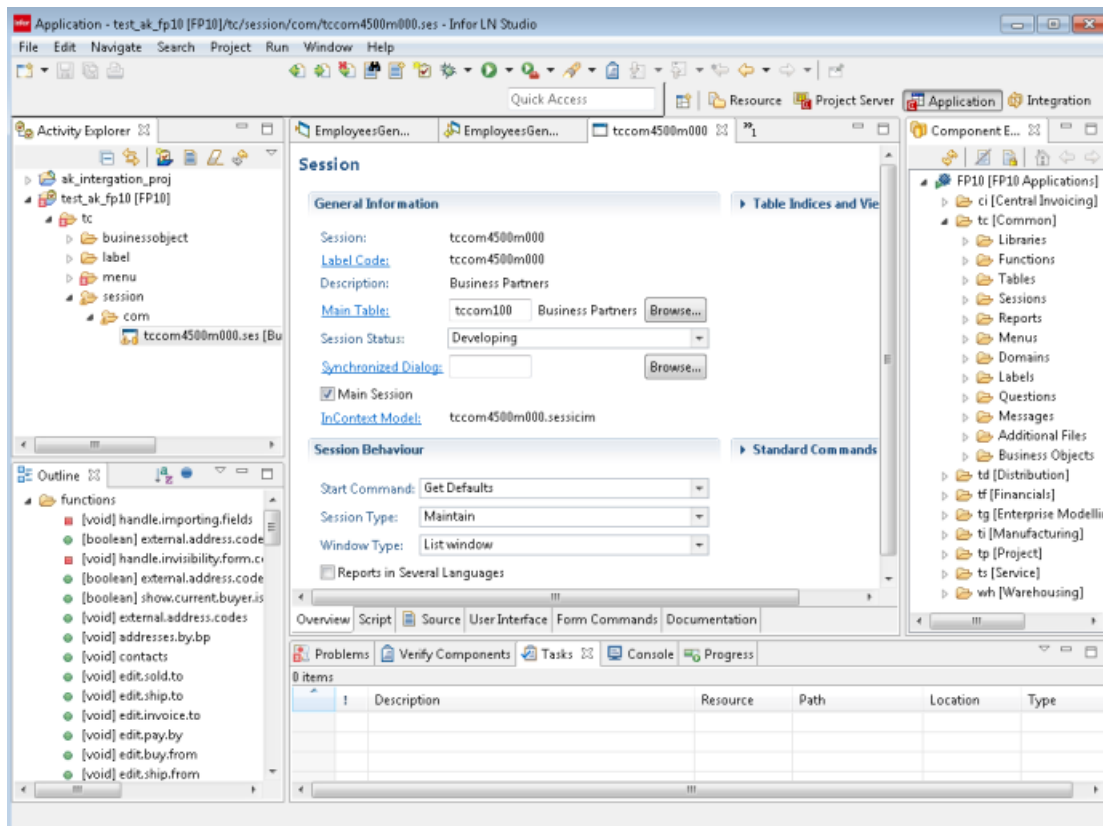 Application - test_ak_fp10 [FP10]/tc/session/com/tccom4500m000.ses - Infor LN Studio
File Edit Navigate Search Project Run Window Help
Quick Access
Resource Project Server Application Integration
Activity Explorer
ak_intergation_proj
test_ak_fp10 [FP10]
tc
businessobject
label
menu
session
com
tccom4500m000.ses [Bu
Outline
functions
[void] handle.importing.fields
[boolean] external.address.code
[void] handle.invisibility.form.c
[boolean] external.address.code
[boolean] show.current.buyer.is
[void] external.address.codes
[void] addresses.by.bp
[void] contacts
[void] edit.sold.to
[void] edit.ship.to
[void] edit.invoice.to
[void] edit.pay.by
[void] edit.buy.from
[void] edit.ship.from
EmployeesGen... EmployeesGen... tccom4500m000 »1
Session
General Information
Table Indices and Vie
Session: tccom4500m000
Label Code: tccom4500m000
Description: Business Partners
Main Table: tccom100 Business Partners Browse...
Session Status: Developing
Synchronized Dialog: Browse...
Main Session
InContext Model: tccom4500m000.sessicim
Session Behaviour
Standard Commands
Start Command: Get Defaults
Session Type: Maintain
Window Type: List window
Reports in Several Languages
Overview Script Source User Interface Form Commands Documentation
Problems Verify Components Tasks Console Progress
0 items
! Description Resource Path Location Type
Component E...
FP10 [FP10 Applications]
ci [Central Invoicing]
tc [Common]
Libraries
Functions
Tables
Sessions
Reports
Menus
Domains
Labels
Questions
Messages
Additional Files
Business Objects
td [Distribution]
tf [Financials]
tg [Enterprise Modelli
ti [Manufacturing]
tp [Project]
ts [Service]
wh [Warehousing]